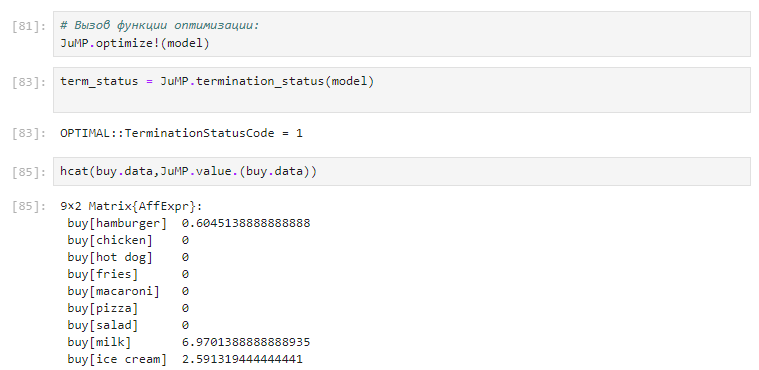 [81]: # Вызов функции оптимизации:
JuMP.optimize!(model)
[83]: term_status = JuMP.termination_status(model)
[83]: OPTIMAL::TerminationStatusCode = 1
[85]: hcat(buy.data,JuMP.value.(buy.data))
[85]: 9×2 Matrix{AffExpr}:
buy[hamburger]  0.6045138888888888
buy[chicken]    0
buy[hot dog]    0
buy[fries]      0
buy[macaroni]   0
buy[pizza]      0
buy[salad]      0
buy[milk]       6.9701388888888935
buy[ice cream]  2.591319444444441